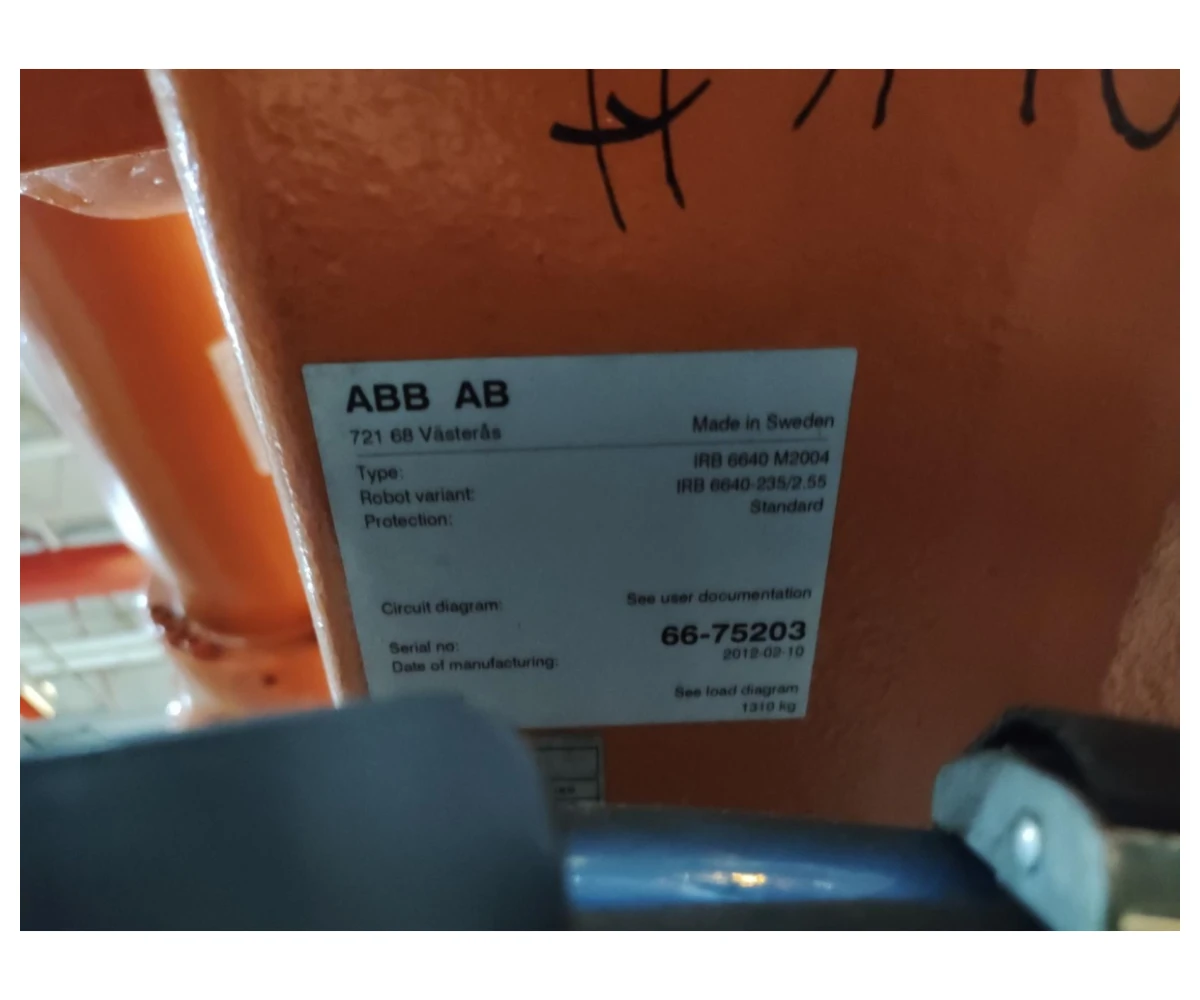 ABB AB
721 68 Västerås
Made in Sweden
Type: IRB 6640 M2004
Robot variant: IRB 6640-235/2.55
Protection: Standard
Circuit diagram: See user documentation
Serial no: 66-75203
Date of manufacturing: 2012-02-10
See load diagram
1310 kg